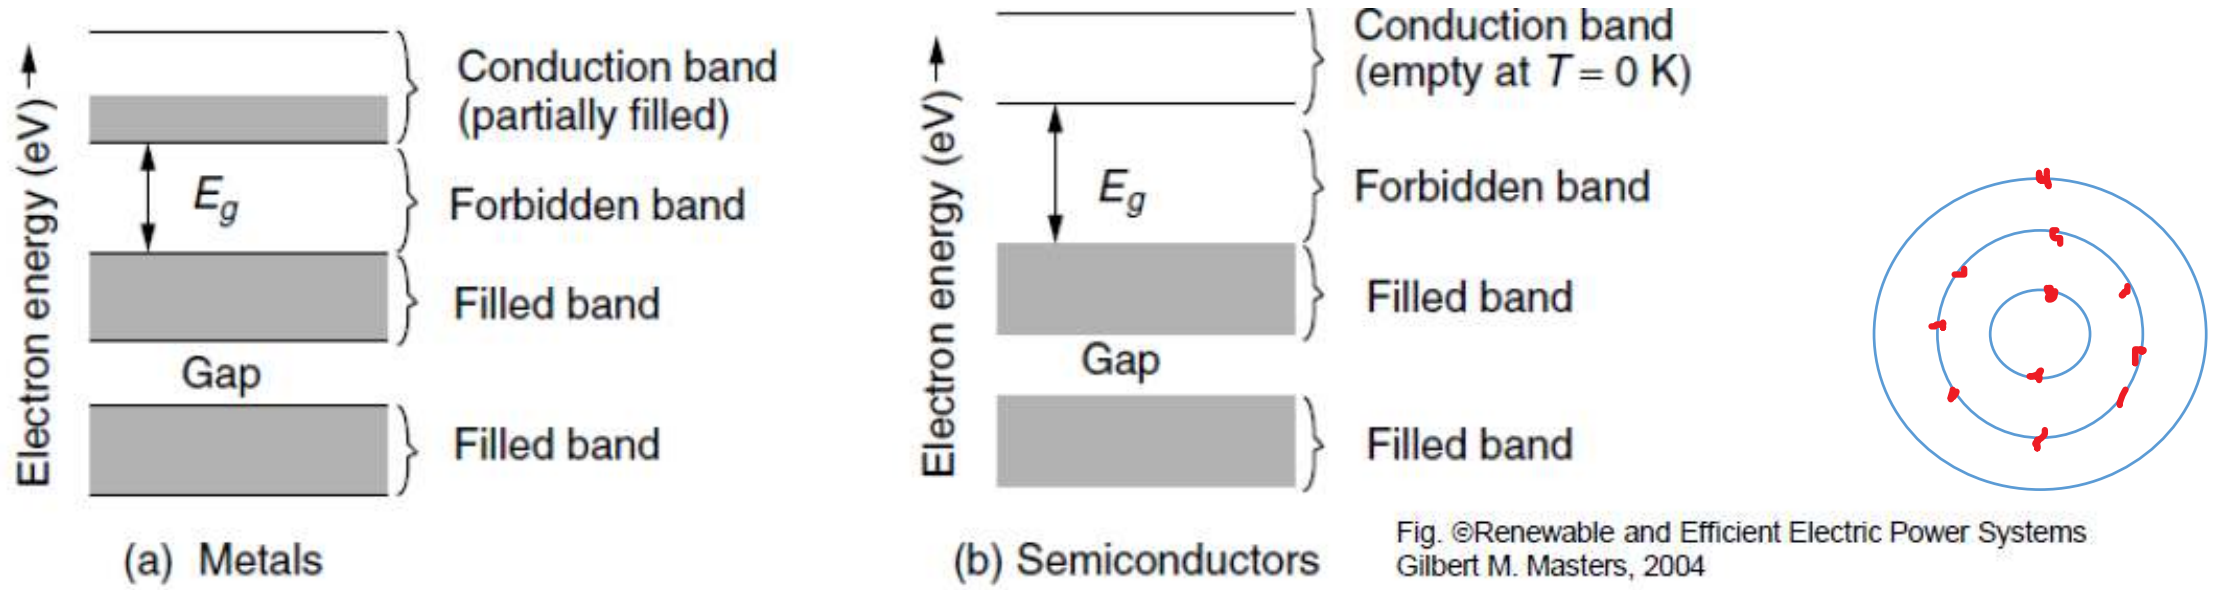 Electron energy (eV)
Conduction band
(partially filled)
Eg
Forbidden band
Filled band
Gap
Filled band
(a) Metals
Electron energy (eV)
Conduction band
(empty at T = 0 K)
Eg
Forbidden band
Filled band
Gap
Filled band
(b) Semiconductors
Fig. ©Renewable and Efficient Electric Power Systems
Gilbert M. Masters, 2004